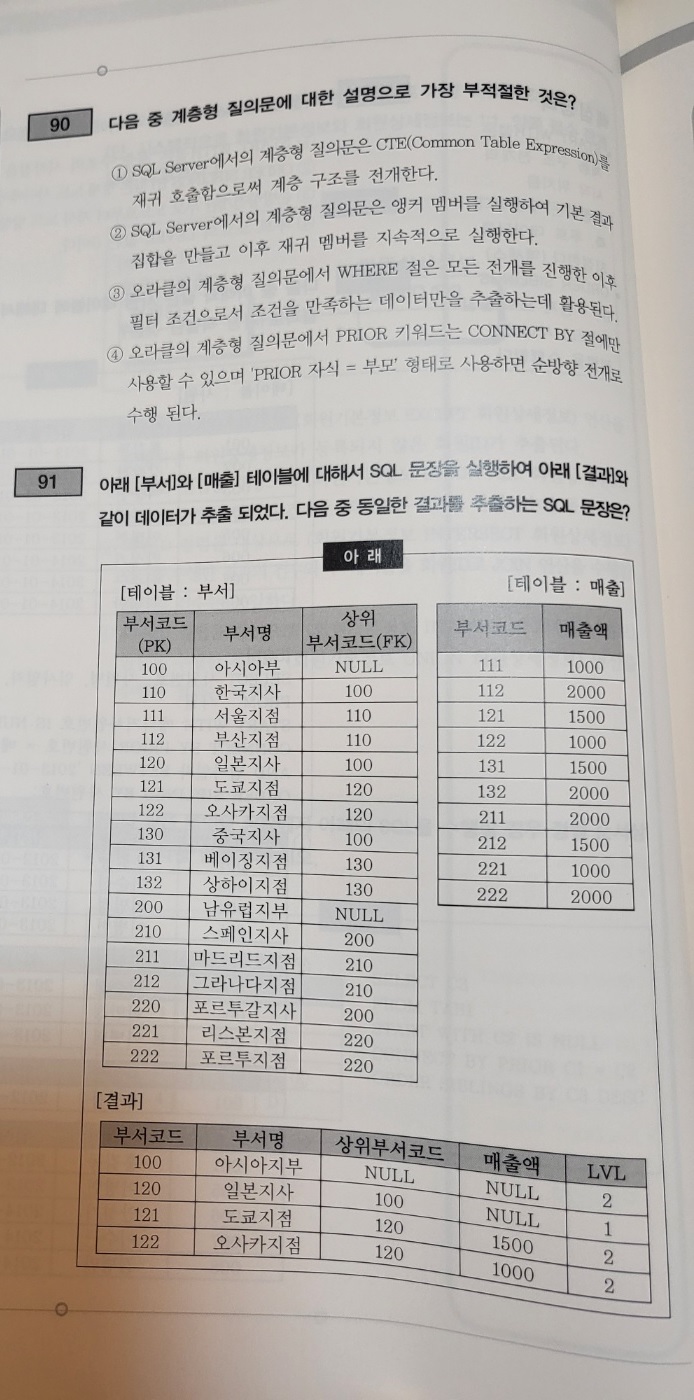 90 다음 중 계층형 질의문에 대한 설명으로 가장 부적절한 것은?
① SQL Server에서의 계층형 질의문은 CTE(Common Table Expression)를
재귀 호출함으로써 계층 구조를 전개한다.
② SQL Server에서의 계층형 질의문은 앵커 멤버를 실행하여 기본 결과
집합을 만들고 이후 재귀 멤버를 지속적으로 실행한다.
③ 오라클의 계층형 질의문에서 WHERE 절은 모든 전개를 진행한 이후
필터 조건으로서 조건을 만족하는 데이터만을 추출하는데 활용된다.
④ 오라클의 계층형 질의문에서 PRIOR 키워드는 CONNECT BY 절에만
사용할 수 있으며 'PRIOR 자식 = 부모' 형태로 사용하면 순방향 전개로
수행 된다.
91 아래 [부서]와 [매출] 테이블에 대해서 SQL 문장을 실행하여 아래 [결과]와
같이 데이터가 추출 되었다. 다음 중 동일한 결과를 추출하는 SQL 문장은?
아 래
[테이블 : 부서]
부서코드(PK) 부서명 상위부서코드(FK)
100 아시아부 NULL
110 한국지사 100
111 서울지점 110
112 부산지점 110
120 일본지사 100
121 도쿄지점 120
122 오사카지점 120
130 중국지사 100
131 베이징지점 130
132 상하이지점 130
200 남유럽지부 NULL
210 스페인지사 200
211 마드리드지점 210
212 그라나다지점 210
220 포르투갈지사 200
221 리스본지점 220
222 포르투지점 220
[테이블 : 매출]
부서코드 매출액
111 1000
112 2000
121 1500
122 1000
131 1500
132 2000
211 2000
212 1500
221 1000
222 2000
[결과]
부서코드 부서명 상위부서코드 매출액 LVL
100 아시아지부 NULL NULL 2
120 일본지사 100 NULL 1
121 도쿄지점 120 1500 2
122 오사카지점 120 1000 2